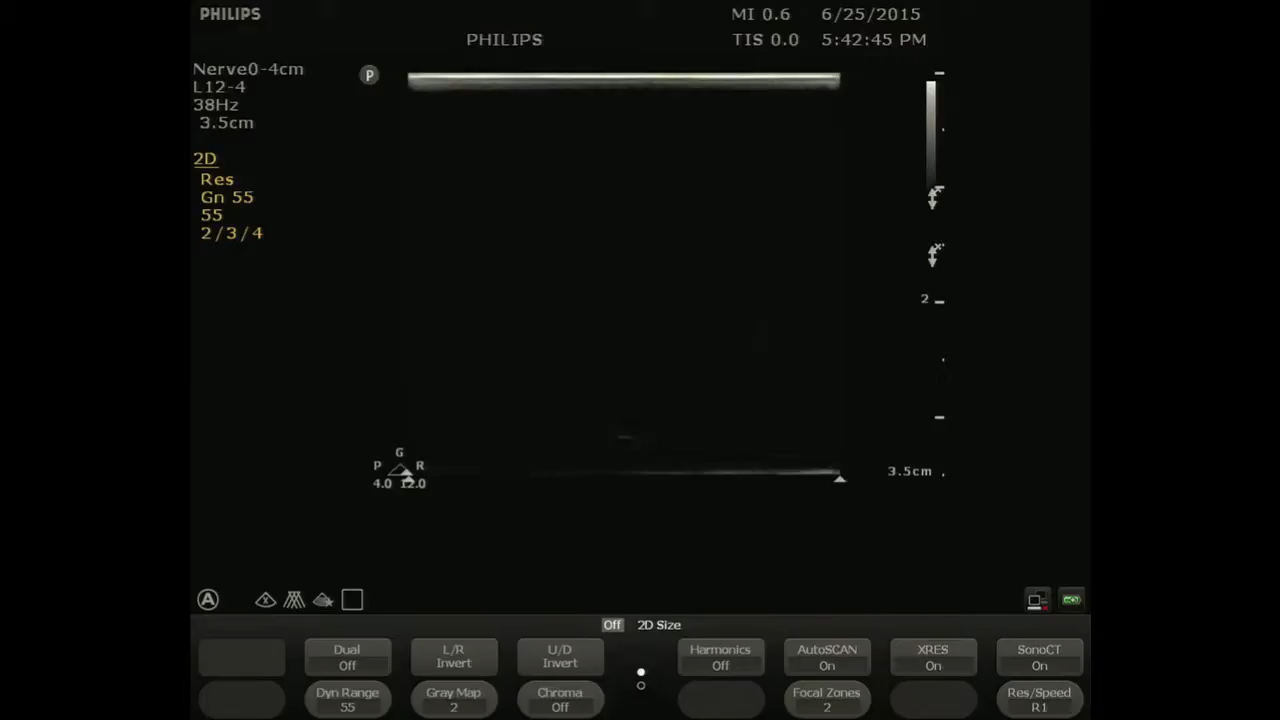 PHILIPS
MI 0.6 6/25/2015
PHILIPS
TIS 0.0 5:42:45 PM
Nerve0-4cm
L12-4
38Hz
3.5cm
P
2D
Res
Gn 55
55
2/3/4
2
G
P R
4.0 12.0
3.5cm
A
X
Off 2D Size
Dual
Off
L/R
Invert
U/D
Invert
Harmonics
Off
AutoSCAN
On
XRES
On
SonoCT
On
Dyn Range
55
Gray Map
2
Chroma
Off
Focal Zones
2
Res/Speed
R1